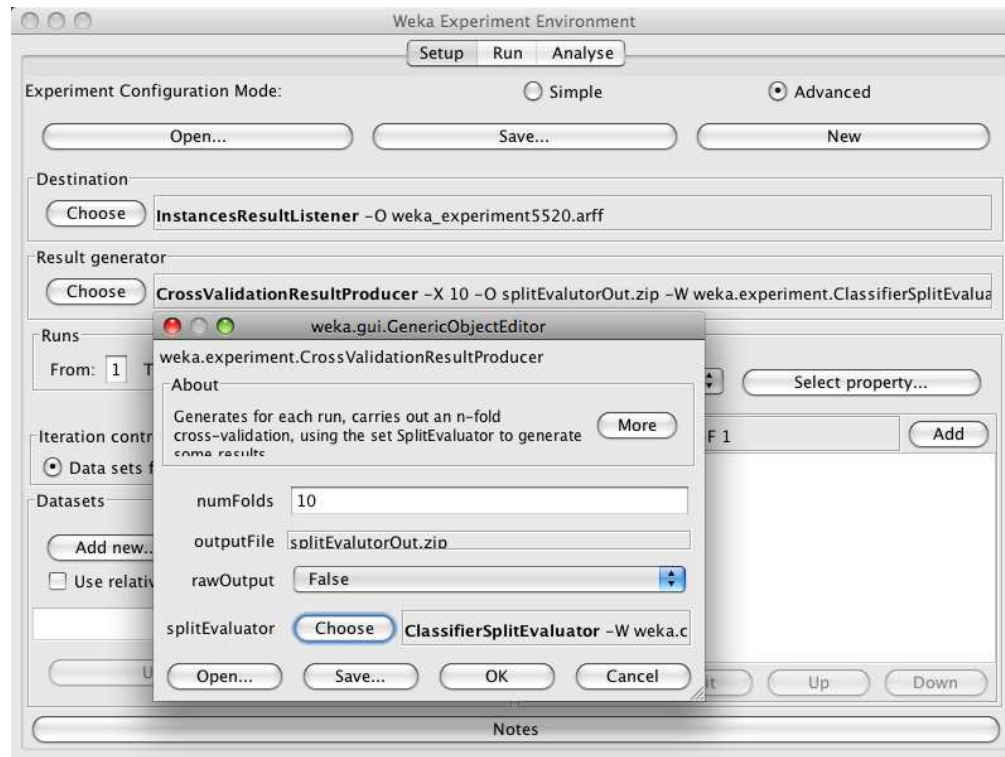 Weka Experiment Environment
Setup Run Analyse
Experiment Configuration Mode: Simple Advanced
Open... Save... New
Destination
Choose InstancesResultListener -O weka_experiment5520.arff
Result generator
Choose CrossValidationResultProducer -X 10 -O splitEvalutorOut.zip -W weka.experiment.ClassifierSplitEvalua
Runs
From: 1 T
Select property...
Iteration contr
Data sets f
F 1 Add
Datasets
Add new..
Use relativ
U
it Up Down
Notes
weka.gui.GenericObjectEditor
weka.experiment.CrossValidationResultProducer
About
Generates for each run, carries out an n-fold
cross-validation, using the set SplitEvaluator to generate
some results
More
numFolds 10
outputFile splitEvalutorOut.zip
rawOutput False
splitEvaluator Choose ClassifierSplitEvaluator -W weka.c
Open... Save... OK Cancel